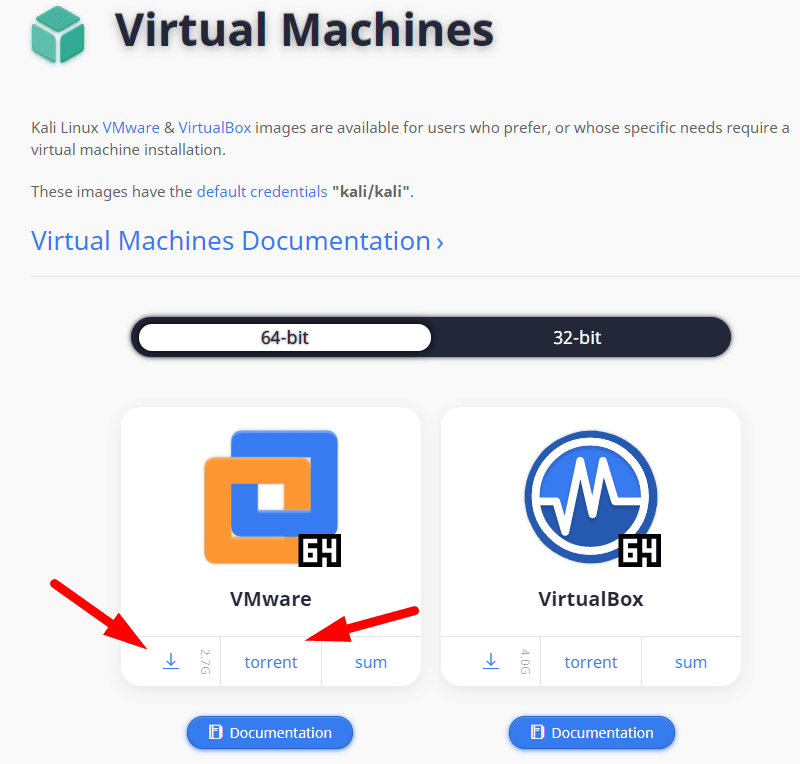 Virtual Machines
Kali Linux VMware & VirtualBox images are available for users who prefer, or whose specific needs require a
virtual machine installation.
These images have the default credentials "kali/kali".
Virtual Machines Documentation ›
64-bit
32-bit
64
VMware
2.7G
torrent
sum
Documentation
64
VirtualBox
4.0G
torrent
sum
Documentation